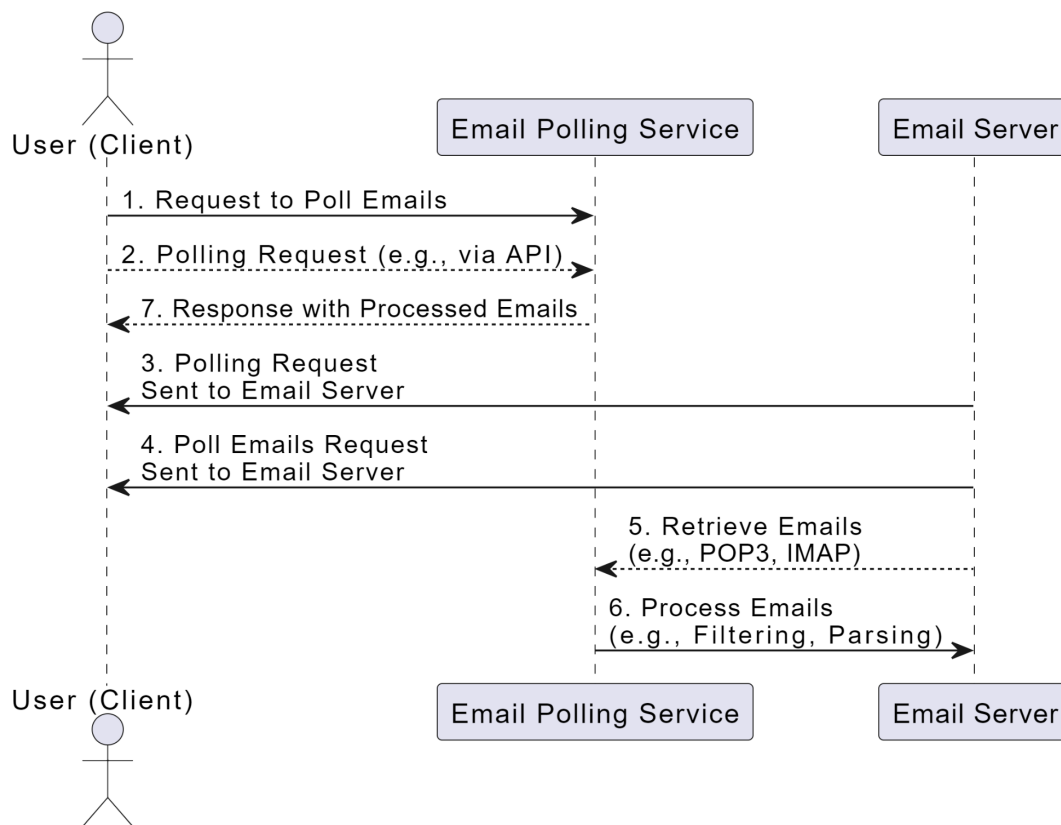 User (Client)
Email Polling Service
Email Server
1. Request to Poll Emails
2. Polling Request (e.g., via API)
7. Response with Processed Emails
3. Polling Request
Sent to Email Server
4. Poll Emails Request
Sent to Email Server
5. Retrieve Emails
(e.g., POP3, IMAP)
6. Process Emails
(e.g., Filtering, Parsing)
User (Client)
Email Polling Service
Email Server